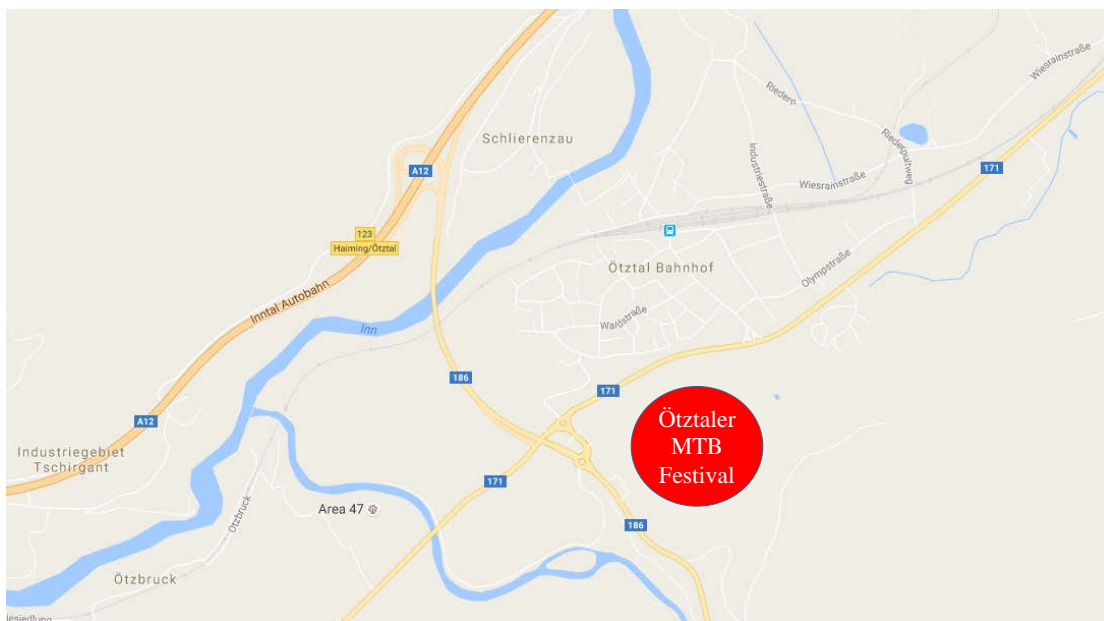 Wiesrainstraße
Riedern
Schlierenzau
Riederpuitweg
Industriestraße
A12
171
Wiesrainstraße
123
Haiming/Ötztal
Ötztal Bahnhof
Olympstraße
Inntal Autobahn
Waldstraße
Inn
186
171
Ötztaler
MTB
Festival
A12
Industriegebiet
Tschirgant
171
Area 47
Ötzbruck
186
Ötzbruck